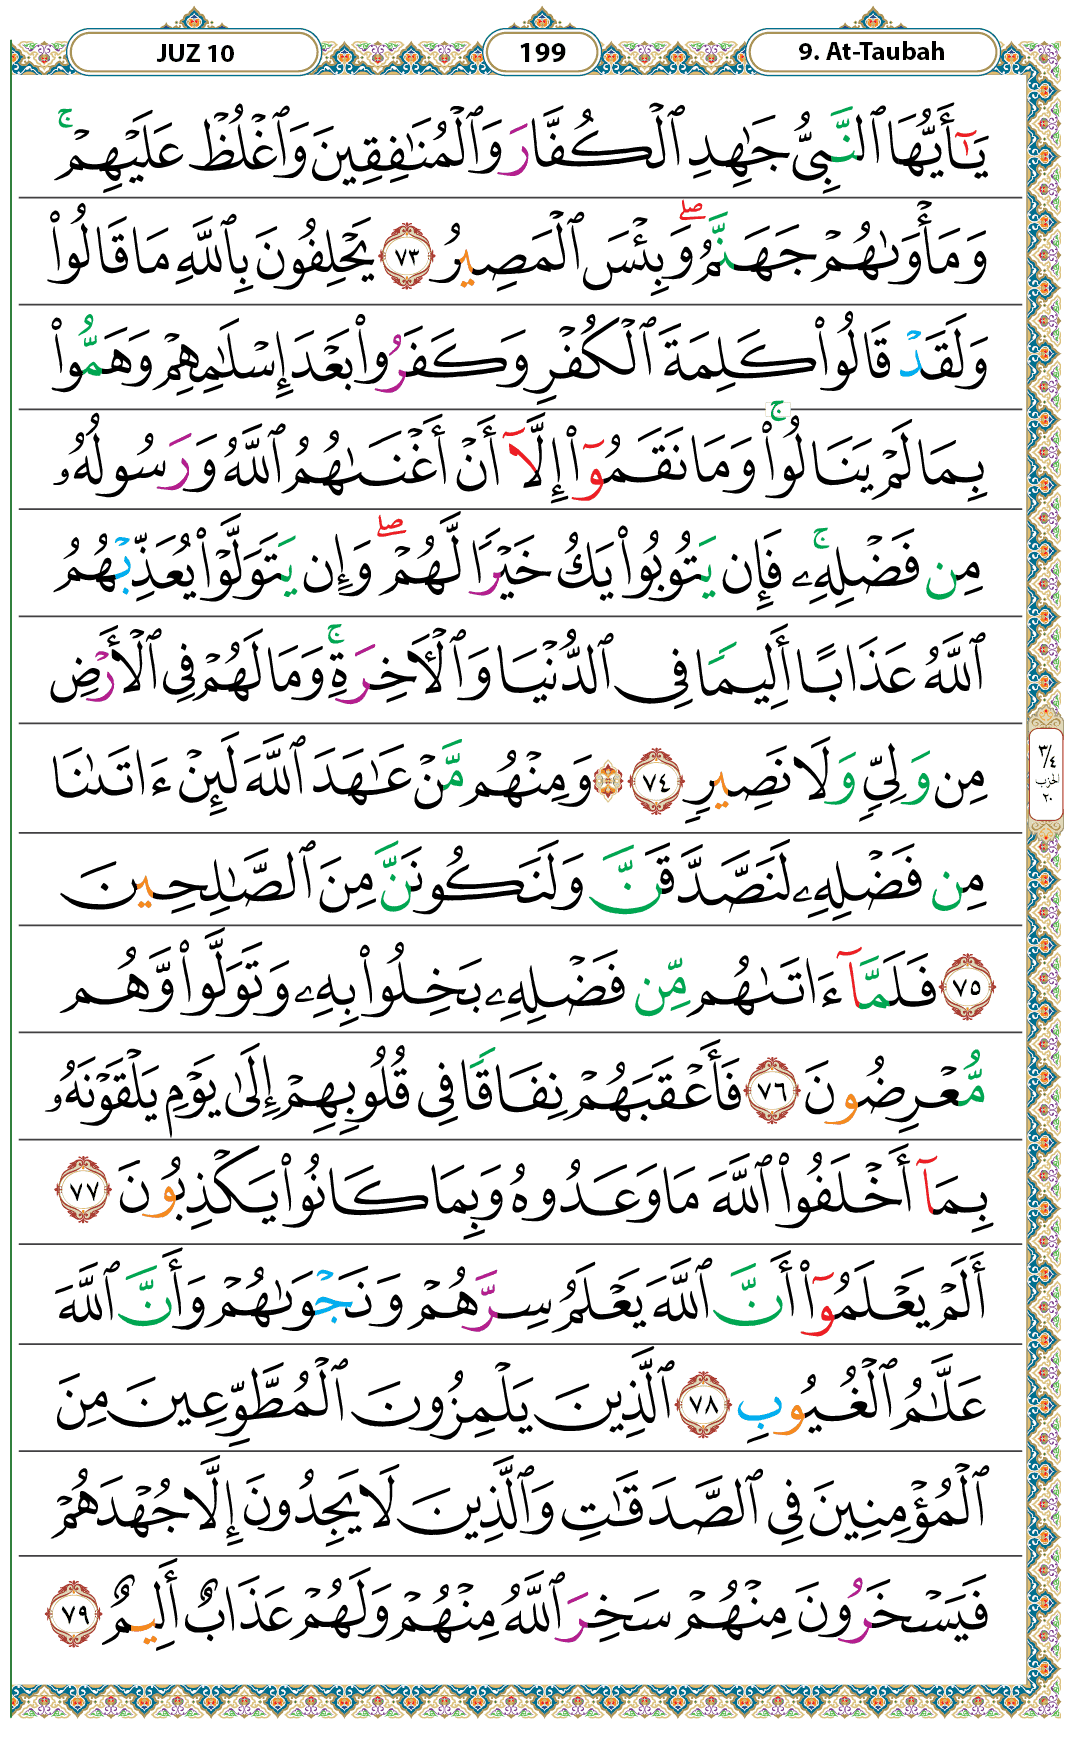 JUZ 10
199
9. At-Taubah
يَٰٓأَيُّهَا ٱلنَّبِيُّ جَٰهِدِ ٱلْكُفَّارَ وَٱلْمُنَٰفِقِينَ وَٱغْلُظْ عَلَيْهِمْ ۚ
وَمَأْوَىٰهُمْ جَهَنَّمُ ۖ وَبِئْسَ ٱلْمَصِيرُ ٧٣ يَحْلِفُونَ بِٱللَّهِ مَا قَالُوا۟
وَلَقَدْ قَالُوا۟ كَلِمَةَ ٱلْكُفْرِ وَكَفَرُوا۟ بَعْدَ إِسْلَٰمِهِمْ وَهَمُّوا۟
بِمَا لَمْ يَنَالُوا۟ ۚ وَمَا نَقَمُوٓا۟ إِلَّآ أَنْ أَغْنَىٰهُمُ ٱللَّهُ وَرَسُولُهُۥ
مِن فَضْلِهِۦ ۚ فَإِن يَتُوبُوا۟ يَكُ خَيْرًا لَّهُمْ ۖ وَإِن يَتَوَلَّوْا۟ يُعَذِّبْهُمُ
ٱللَّهُ عَذَابًا أَلِيمًا فِى ٱلدُّنْيَا وَٱلْأَخِرَةِ ۚ وَمَا لَهُمْ فِى ٱلْأَرْضِ
مِن وَلِىٍّ وَلَا نَصِيرٍ ٧٤ ۞ وَمِنْهُم مَّنْ عَٰهَدَ ٱللَّهَ لَئِنْ ءَاتَىٰنَا
٣/٤
الحزب
٢٠
مِن فَضْلِهِۦ لَنَصَّدَّقَنَّ وَلَنَكُونَنَّ مِنَ ٱلصَّٰلِحِينَ
٧٥ فَلَمَّآ ءَاتَىٰهُم مِّن فَضْلِهِۦ بَخِلُوا۟ بِهِۦ وَتَوَلَّوا۟ وَّهُم
مُّعْرِضُونَ ٧٦ فَأَعْقَبَهُمْ نِفَاقًا فِى قُلُوبِهِمْ إِلَىٰ يَوْمِ يَلْقَوْنَهُۥ
بِمَآ أَخْلَفُوا۟ ٱللَّهَ مَا وَعَدُوهُ وَبِمَا كَانُوا۟ يَكْذِبُونَ ٧٧
أَلَمْ يَعْلَمُوٓا۟ أَنَّ ٱللَّهَ يَعْلَمُ سِرَّهُمْ وَنَجْوَىٰهُمْ وَأَنَّ ٱللَّهَ
عَلَّٰمُ ٱلْغُيُوبِ ٧٨ ٱلَّذِينَ يَلْمِزُونَ ٱلْمُطَّوِّعِينَ مِنَ
ٱلْمُؤْمِنِينَ فِى ٱلصَّدَقَٰتِ وَٱلَّذِينَ لَا يَجِدُونَ إِلَّا جُهْدَهُمْ
فَيَسْخَرُونَ مِنْهُمْ سَخِرَ ٱللَّهُ مِنْهُمْ وَلَهُمْ عَذَابٌ أَلِيمٌ ٧٩